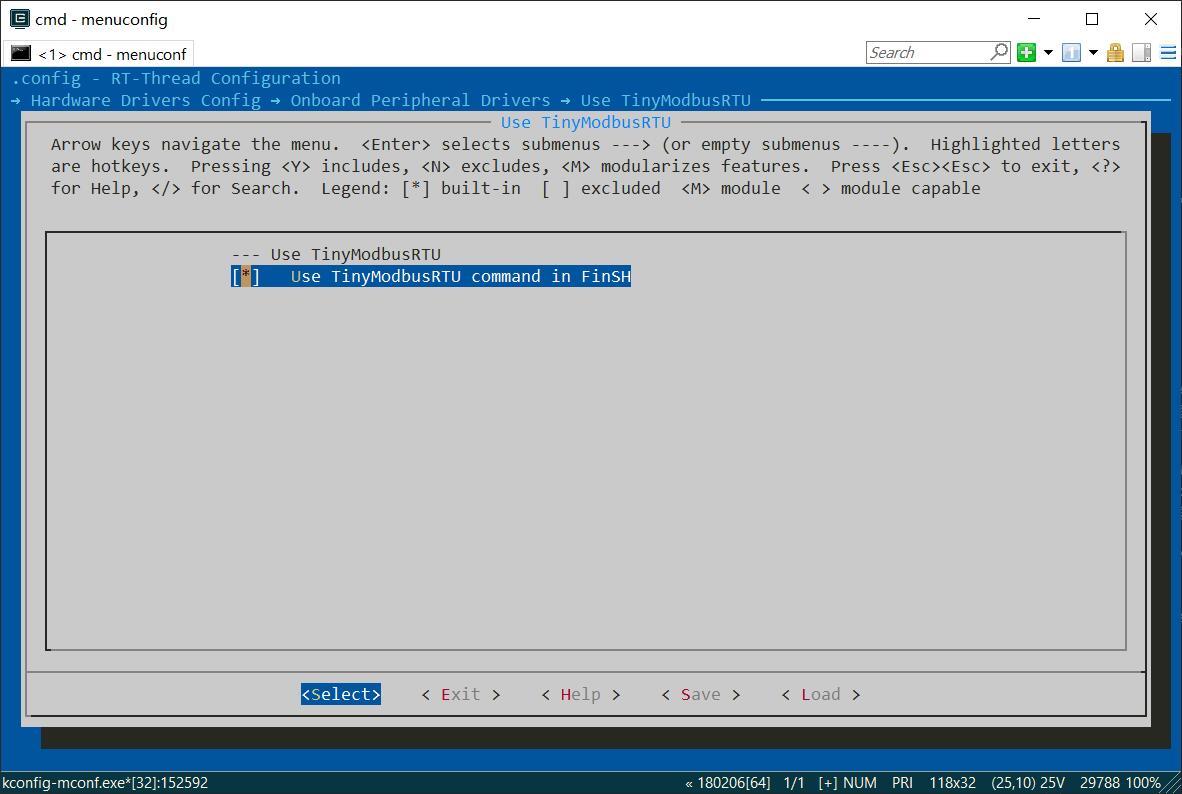 cmd - menuconfig
<1> cmd - menuconf
Search
.config - RT-Thread Configuration
→ Hardware Drivers Config → Onboard Peripheral Drivers → Use TinyModbusRTU
Use TinyModbusRTU
Arrow keys navigate the menu.  <Enter> selects submenus ---> (or empty submenus ----).  Highlighted letters
are hotkeys.  Pressing <Y> includes, <N> excludes, <M> modularizes features.  Press <Esc><Esc> to exit, <?>
for Help, </> for Search.  Legend: [*] built-in  [ ] excluded  <M> module  < > module capable
--- Use TinyModbusRTU
[*]   Use TinyModbusRTU command in FinSH
<Select>    < Exit >    < Help >    < Save >    < Load >
kconfig-mconf.exe*[32]:152592    « 180206[64]  1/1  [+] NUM  PRI  118x32  (25,10) 25V  29788 100%